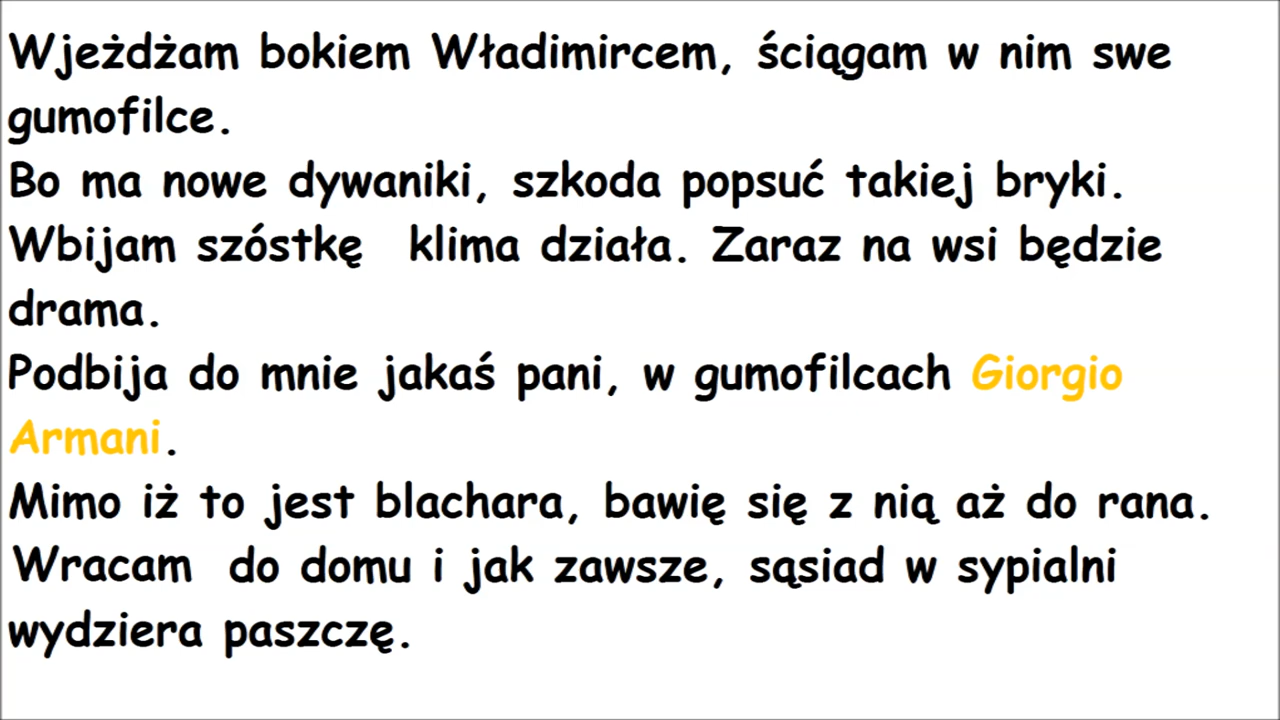 Wjeżdżam bokiem Władimircem, ściągam w nim swe
gumofilce.
Bo ma nowe dywaniki, szkoda popsuć takiej bryki.
Wbijam szóstkę  klima działa. Zaraz na wsi będzie
drama.
Podbija do mnie jakaś pani, w gumofilcach Giorgio
Armani.
Mimo iż to jest blachara, bawię się z nią aż do rana.
Wracam  do domu i jak zawsze, sąsiad w sypialni
wydziera paszczę.